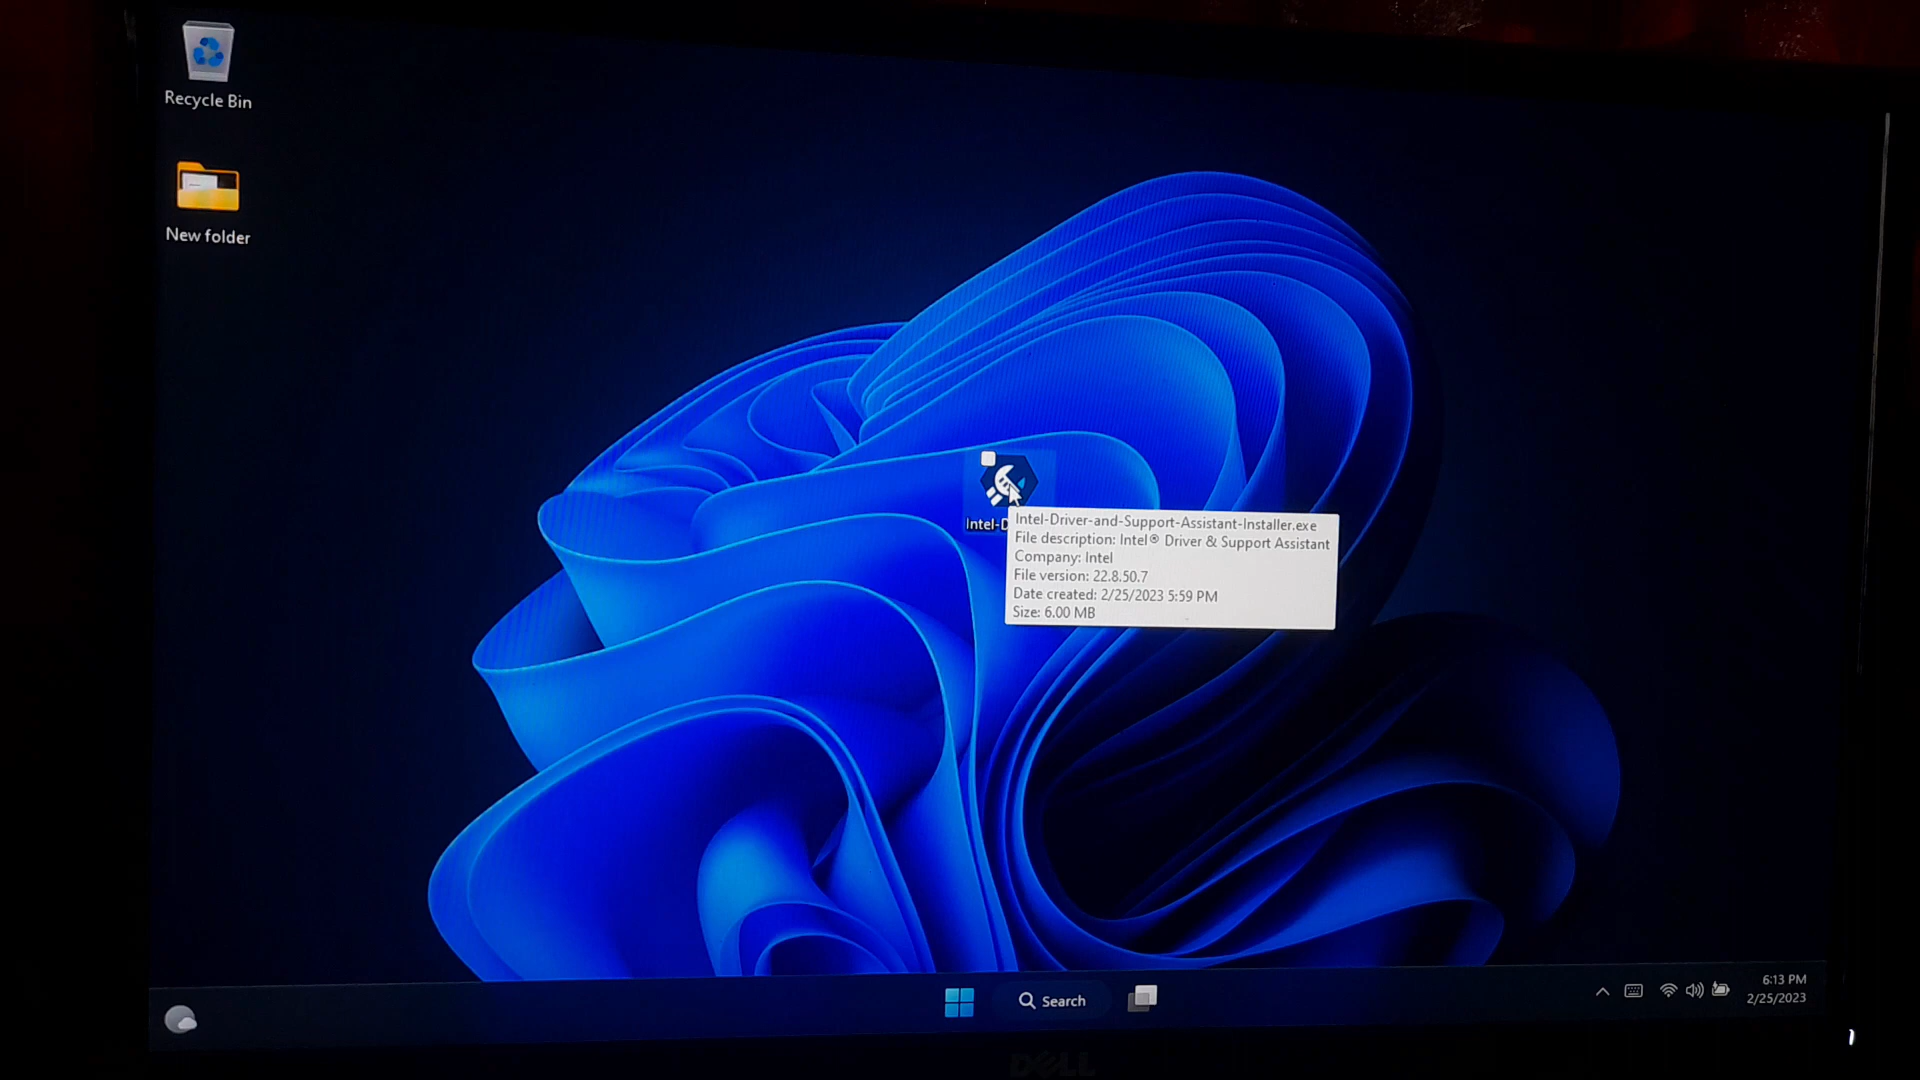 Recycle Bin
New folder
Intel-D
Intel-Driver-and-Support-Assistant-Installer.exe
File description: Intel® Driver & Support Assistant
Company: Intel
File version: 22.8.50.7
Date created: 2/25/2023 5:59 PM
Size: 6.00 MB
Search
6:13 PM
2/25/2023
DELL